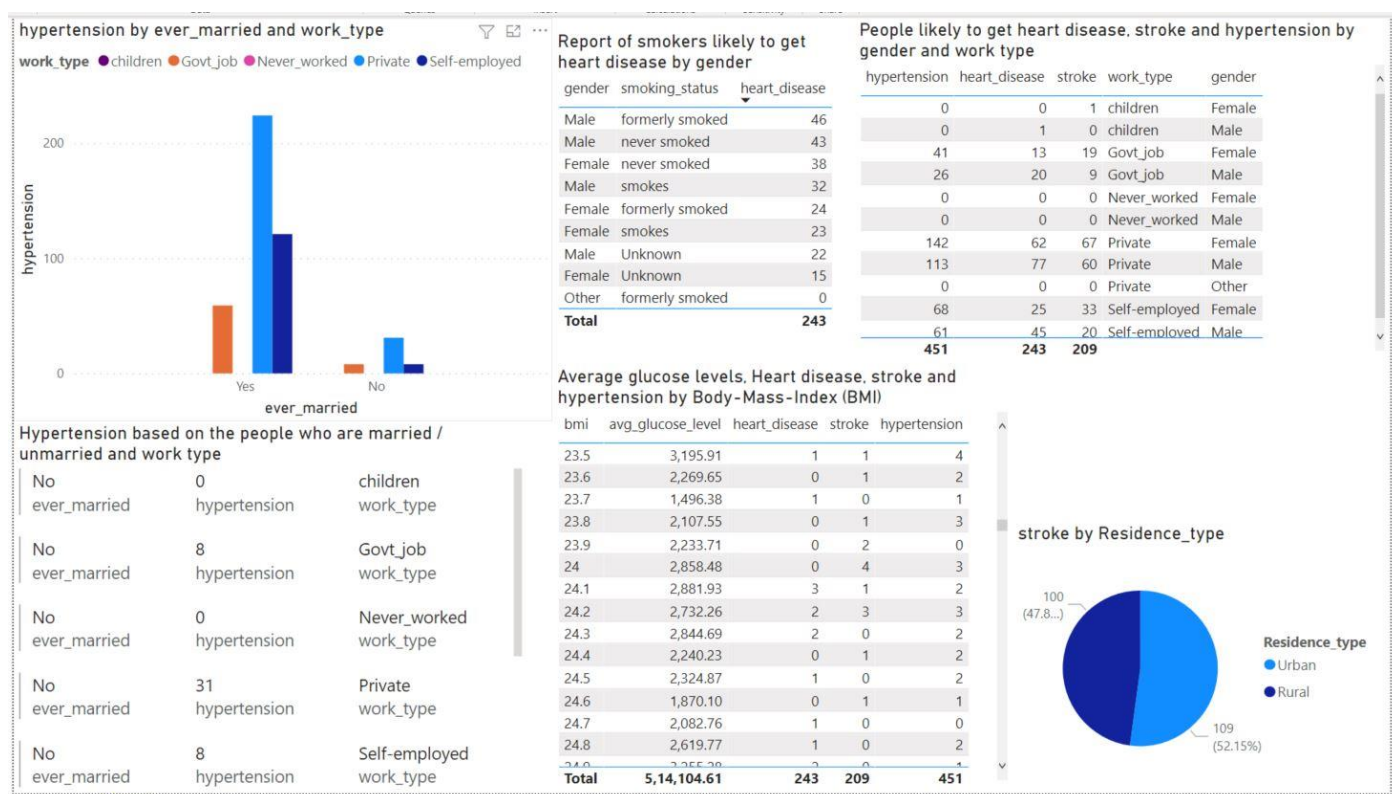 hypertension by ever_married and work_type
work_type children Govt_job Never_worked Private Self-employed
200
100
0
hypertension
Yes No
ever_married
Hypertension based on the people who are married /
unmarried and work type
No 0 children
ever_married hypertension work_type
No 8 Govt_job
ever_married hypertension work_type
No 0 Never_worked
ever_married hypertension work_type
No 31 Private
ever_married hypertension work_type
No 8 Self-employed
ever_married hypertension work_type
Report of smokers likely to get
heart disease by gender
gender smoking_status heart_disease
Male formerly smoked 46
Male never smoked 43
Female never smoked 38
Male smokes 32
Female formerly smoked 24
Female smokes 23
Male Unknown 22
Female Unknown 15
Other formerly smoked 0
Total 243
People likely to get heart disease, stroke and hypertension by
gender and work type
hypertension heart_disease stroke work_type gender
0 0 1 children Female
0 1 0 children Male
41 13 19 Govt_job Female
26 20 9 Govt_job Male
0 0 0 Never_worked Female
0 0 0 Never_worked Male
142 62 67 Private Female
113 77 60 Private Male
0 0 0 Private Other
68 25 33 Self-employed Female
61 45 20 Self-employed Male
451 243 209
Average glucose levels, Heart disease, stroke and
hypertension by Body-Mass-Index (BMI)
bmi avg_glucose_level heart_disease stroke hypertension
23.5 3,195.91 1 1 4
23.6 2,269.65 0 1 2
23.7 1,496.38 1 0 1
23.8 2,107.55 0 1 3
23.9 2,233.71 0 2 0
24 2,858.48 0 4 3
24.1 2,881.93 3 1 2
24.2 2,732.26 2 3 3
24.3 2,844.69 2 0 2
24.4 2,240.23 0 1 2
24.5 2,324.87 1 0 2
24.6 1,870.10 0 1 1
24.7 2,082.76 1 0 0
24.8 2,619.77 1 0 2
Total 5,14,104.61 243 209 451
stroke by Residence_type
100
(47.8...)
109
(52.15%)
Residence_type
Urban
Rural